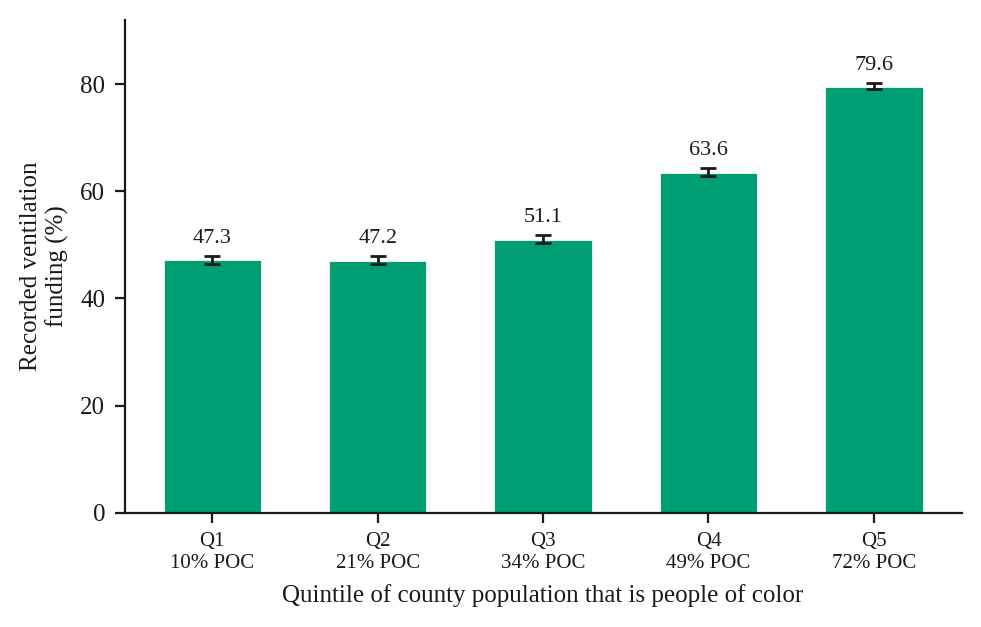 80
60
40
20
0
Recorded ventilation
funding (%)
47.3
47.2
51.1
63.6
79.6
Q1
10% POC
Q2
21% POC
Q3
34% POC
Q4
49% POC
Q5
72% POC
Quintile of county population that is people of color